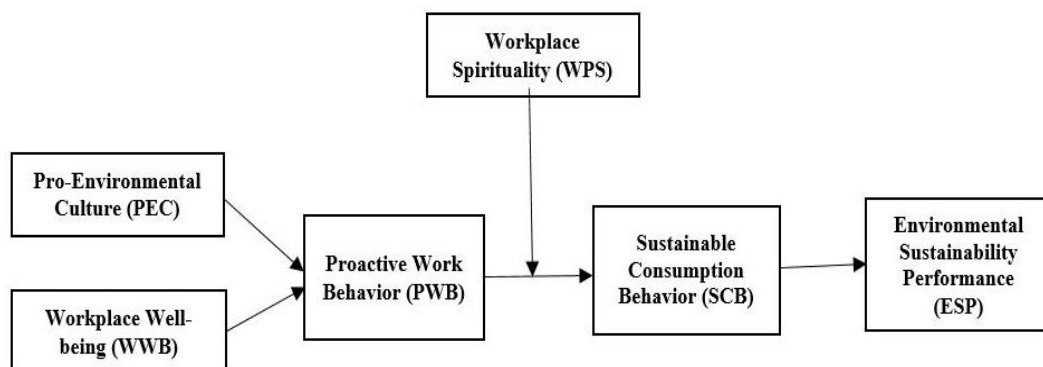 Workplace
Spirituality (WPS)
Pro-Environmental
Culture (PEC)
Workplace Well-
being (WWB)
Proactive Work
Behavior (PWB)
Sustainable
Consumption
Behavior (SCB)
Environmental
Sustainability
Performance
(ESP)